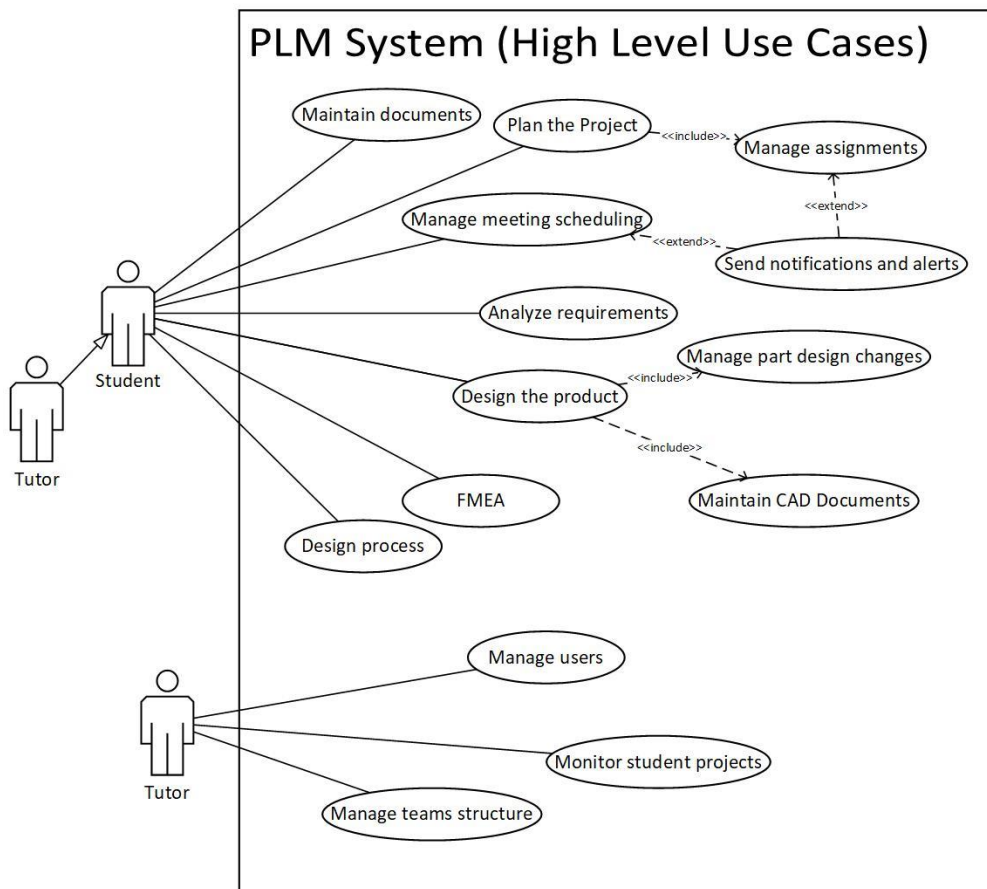 PLM System (High Level Use Cases)
Maintain documents
Plan the Project
<<include>>
Manage assignments
<<extend>>
Manage meeting scheduling
<<extend>>
Send notifications and alerts
Analyze requirements
Student
Manage part design changes
<<include>>
Design the product
<<include>>
Tutor
FMEA
Maintain CAD Documents
Design process
Manage users
Tutor
Monitor student projects
Manage teams structure